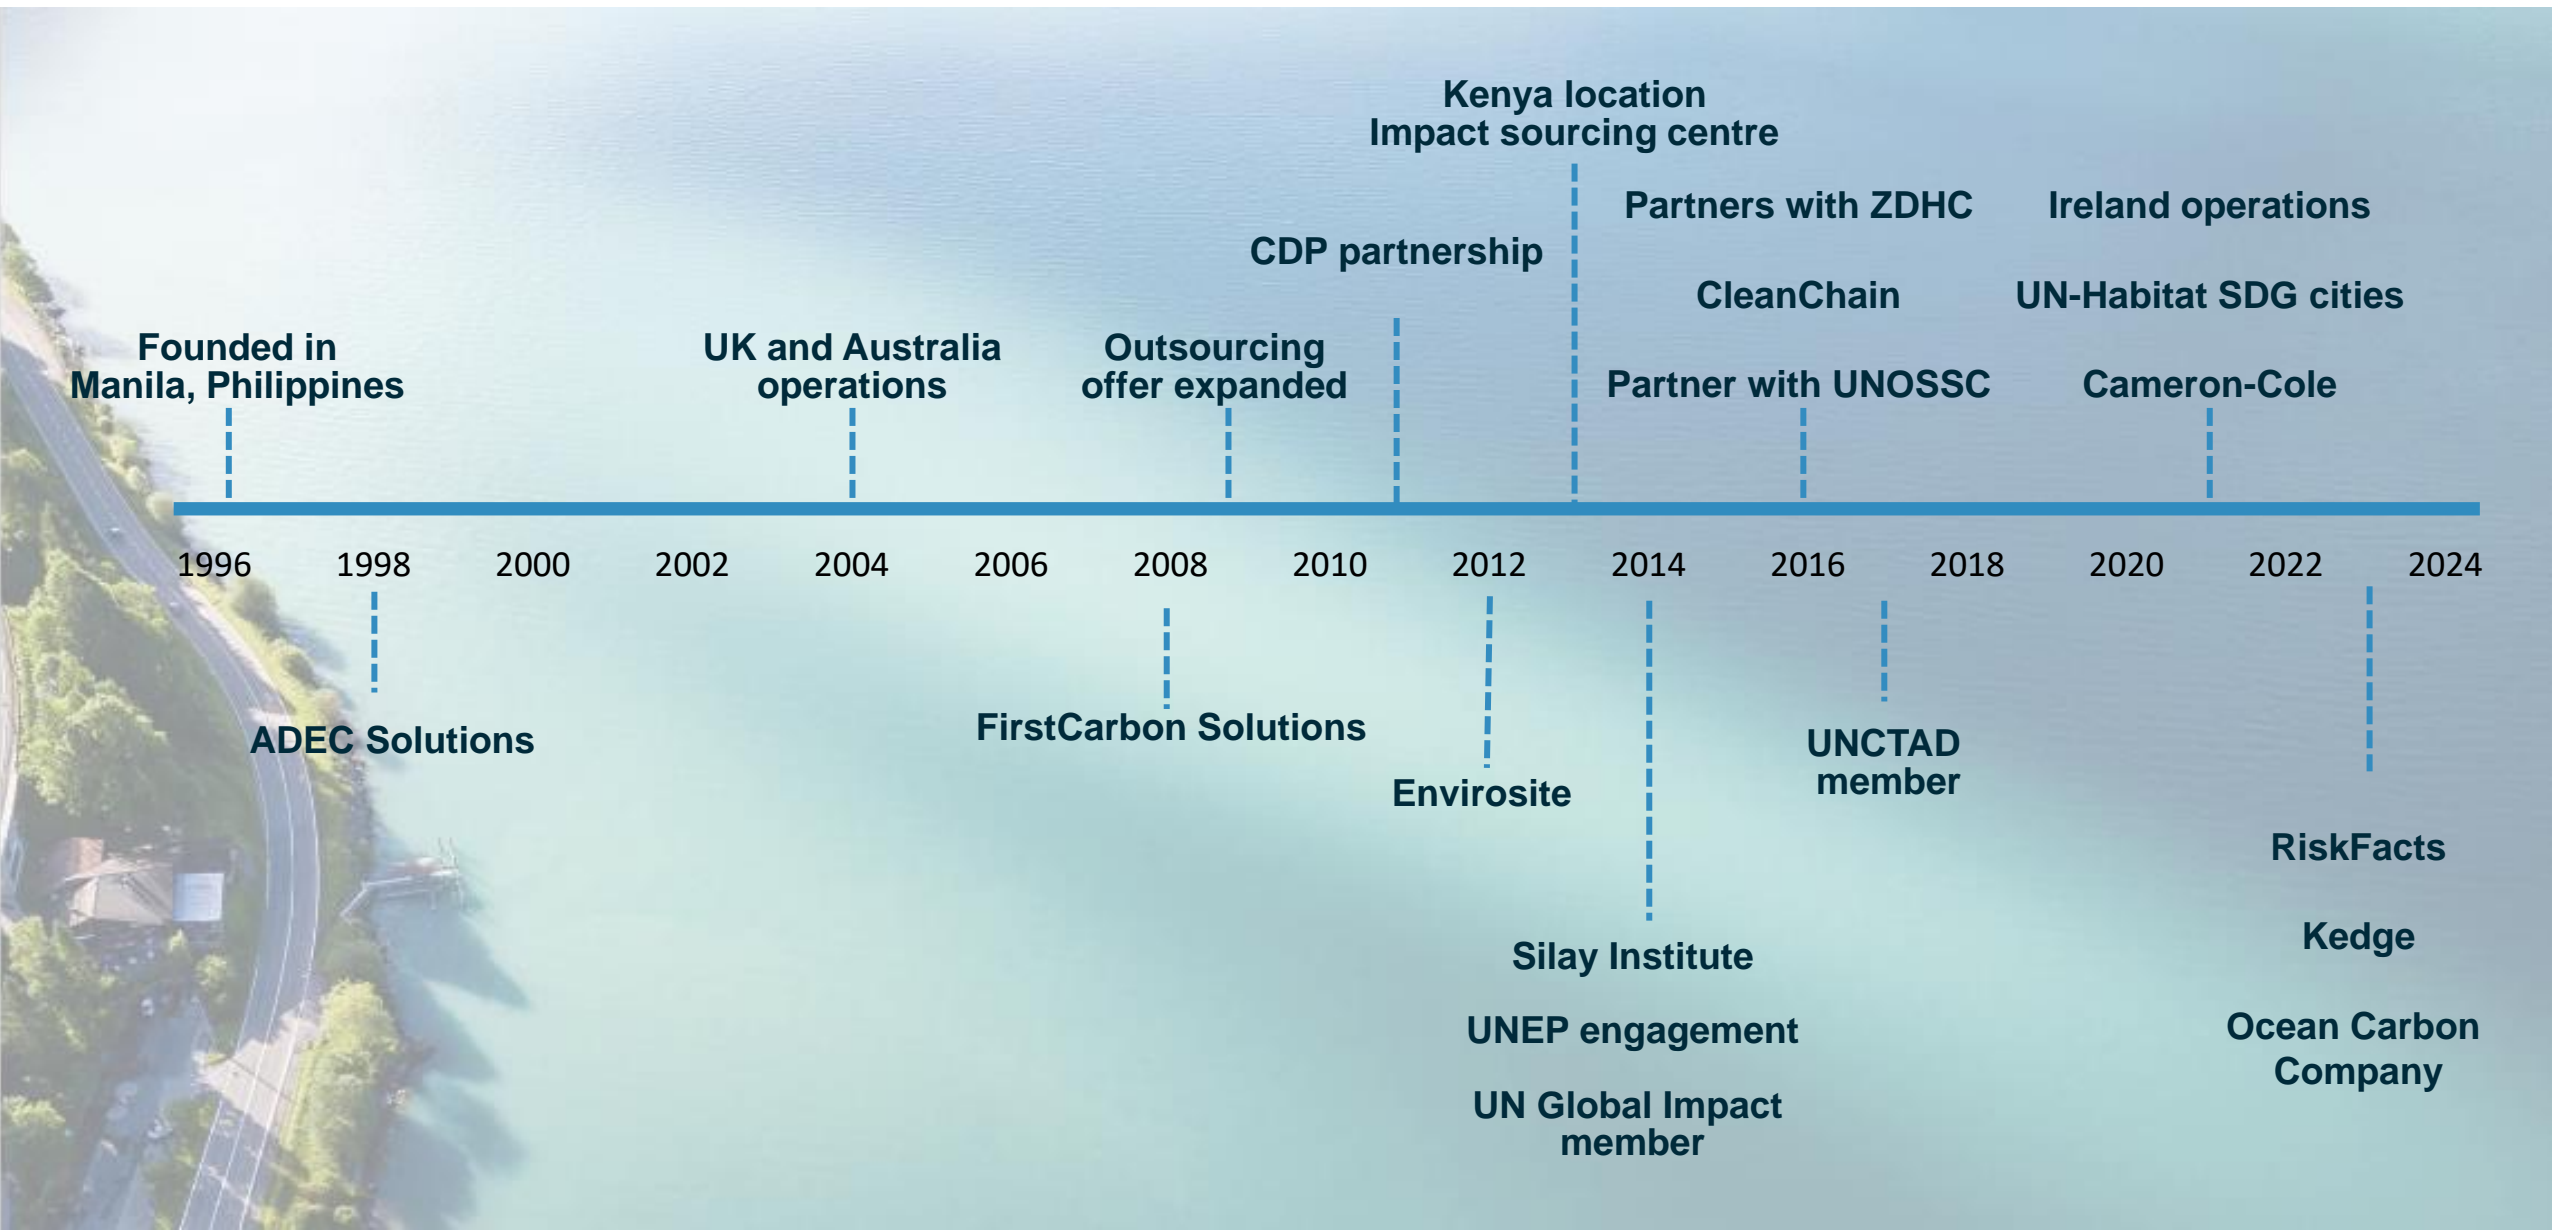 Kenya location
Impact sourcing centre
Partners with ZDHC
Ireland operations
CDP partnership
CleanChain
UN-Habitat SDG cities
Founded in
Manila, Philippines
UK and Australia
operations
Outsourcing
offer expanded
Partner with UNOSSC
Cameron-Cole
1996 1998 2000 2002 2004 2006 2008 2010 2012 2014 2016 2018 2020 2022 2024
ADEC Solutions
FirstCarbon Solutions
Envirosite
UNCTAD
member
Silay Institute
UNEP engagement
UN Global Impact
member
RiskFacts
Kedge
Ocean Carbon
Company